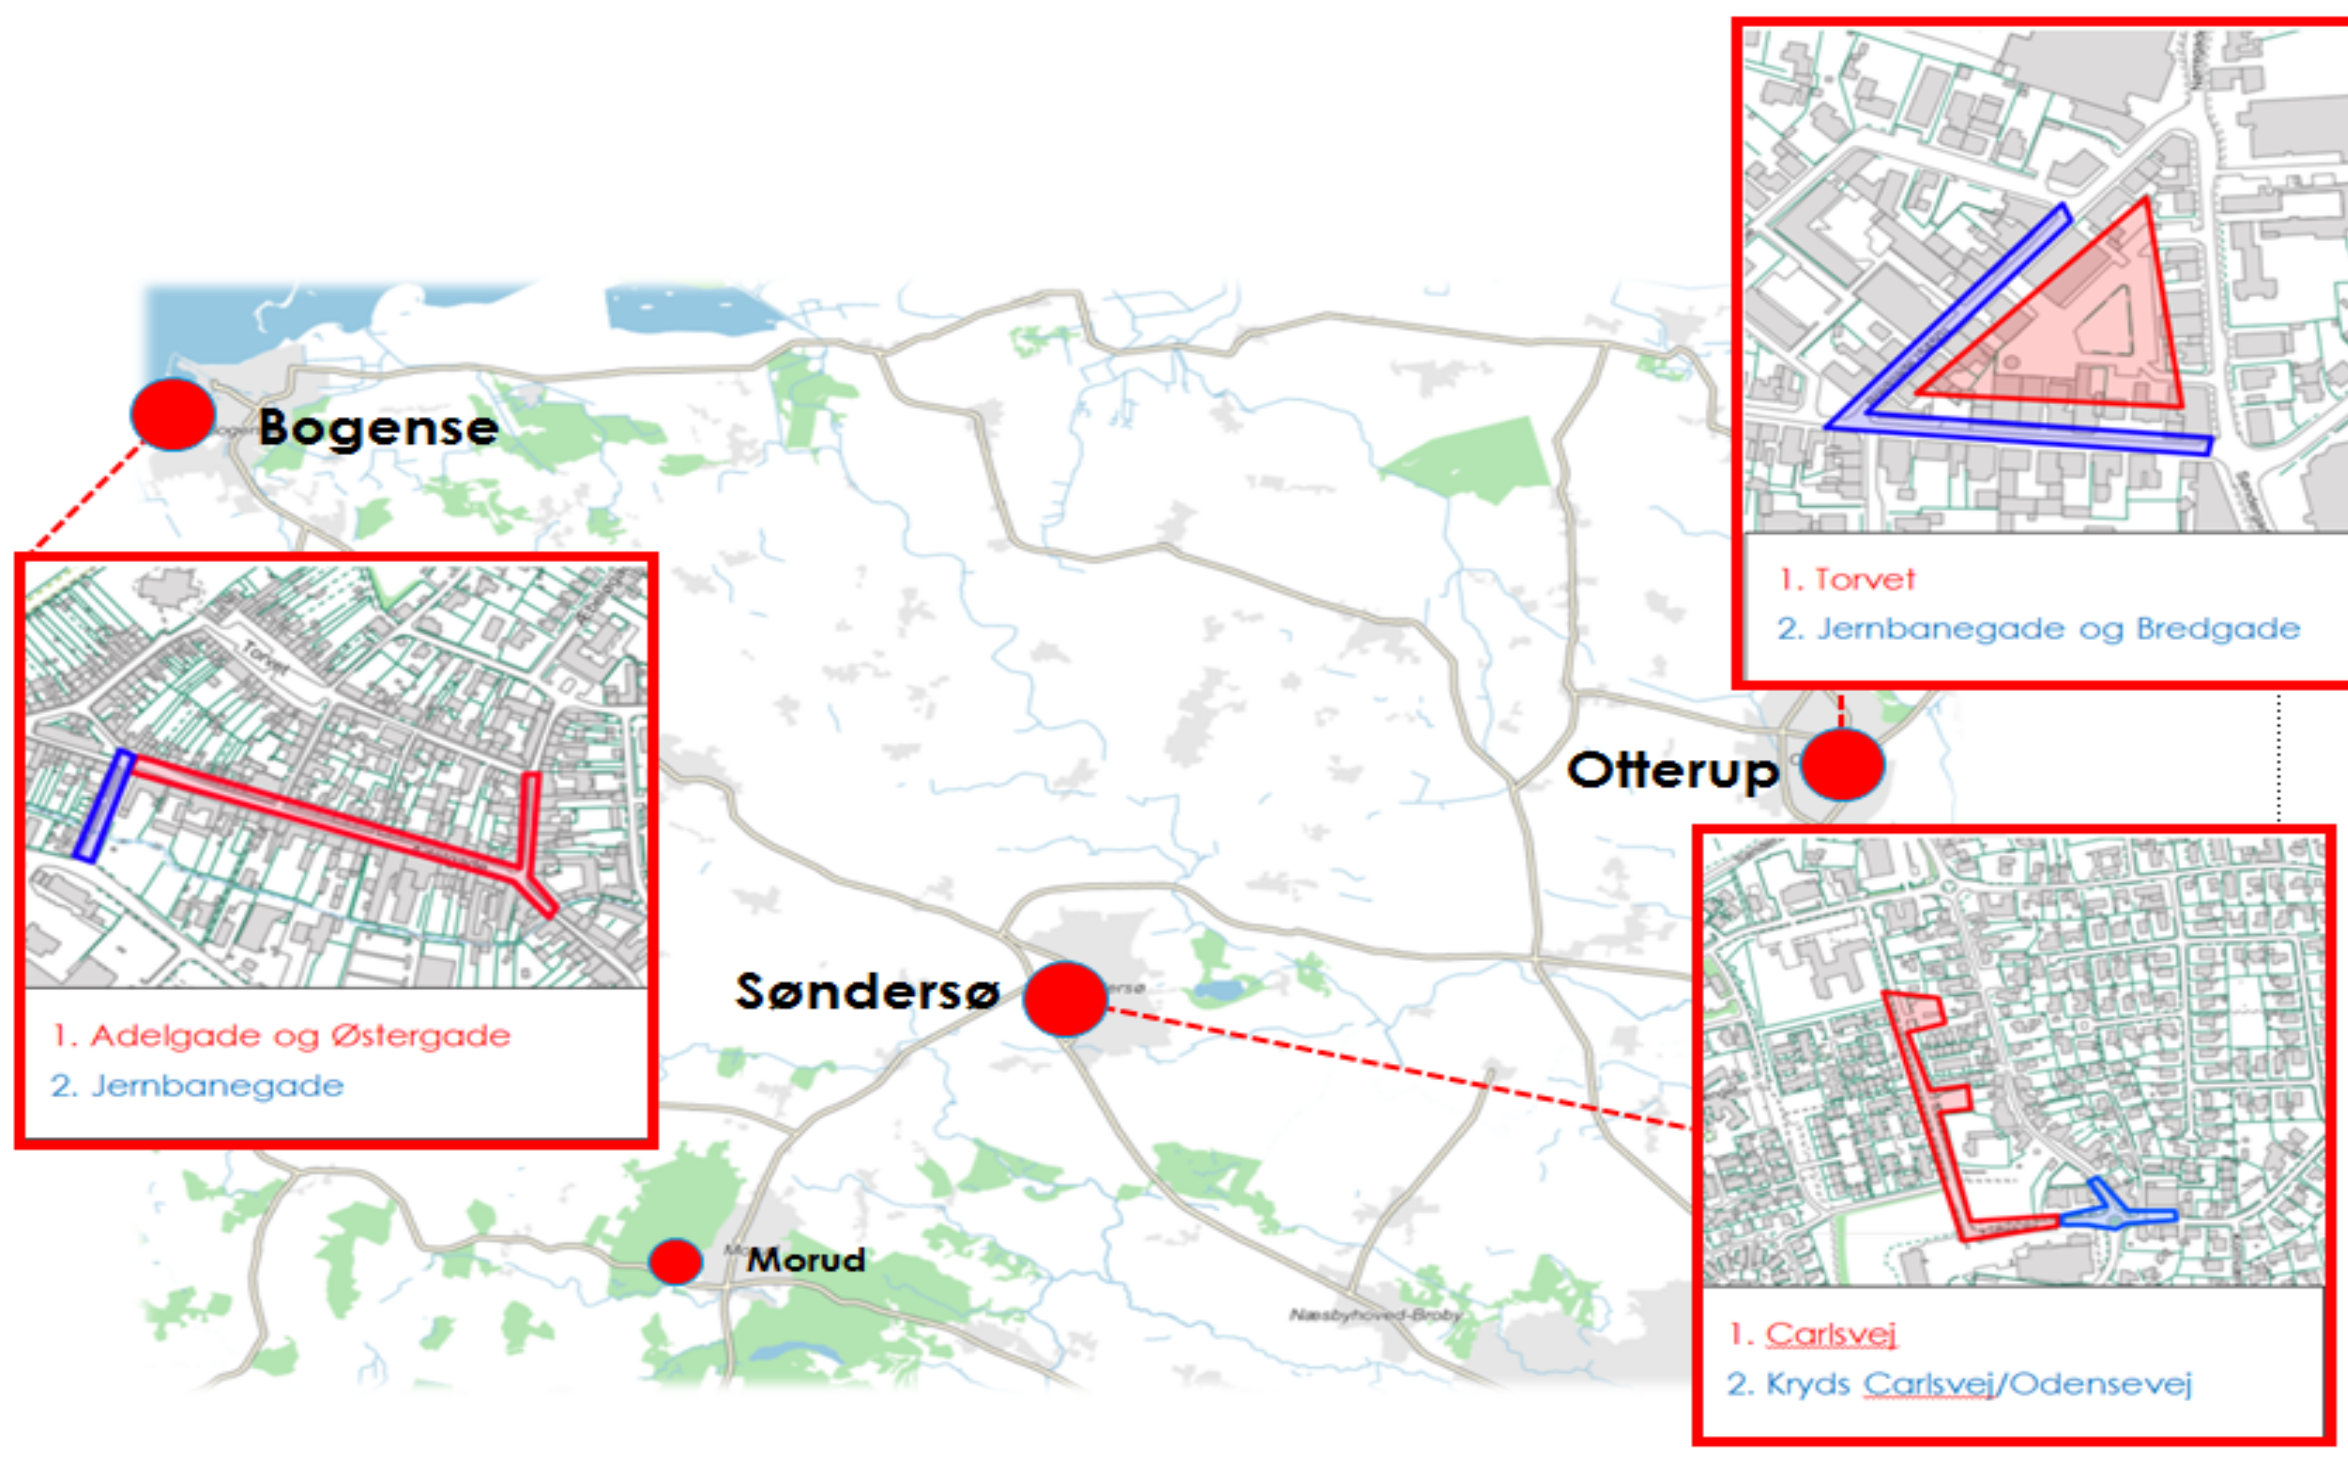 Bogense
Torvet
1. Adelgade og Østergade
2. Jernbanegade
Søndersø
Morud
Næsbyhoved-Broby
Otterup
1. Torvet
2. Jernbanegade og Bredgade
1. Carlsvej
2. Kryds Carlsvej/Odensevej